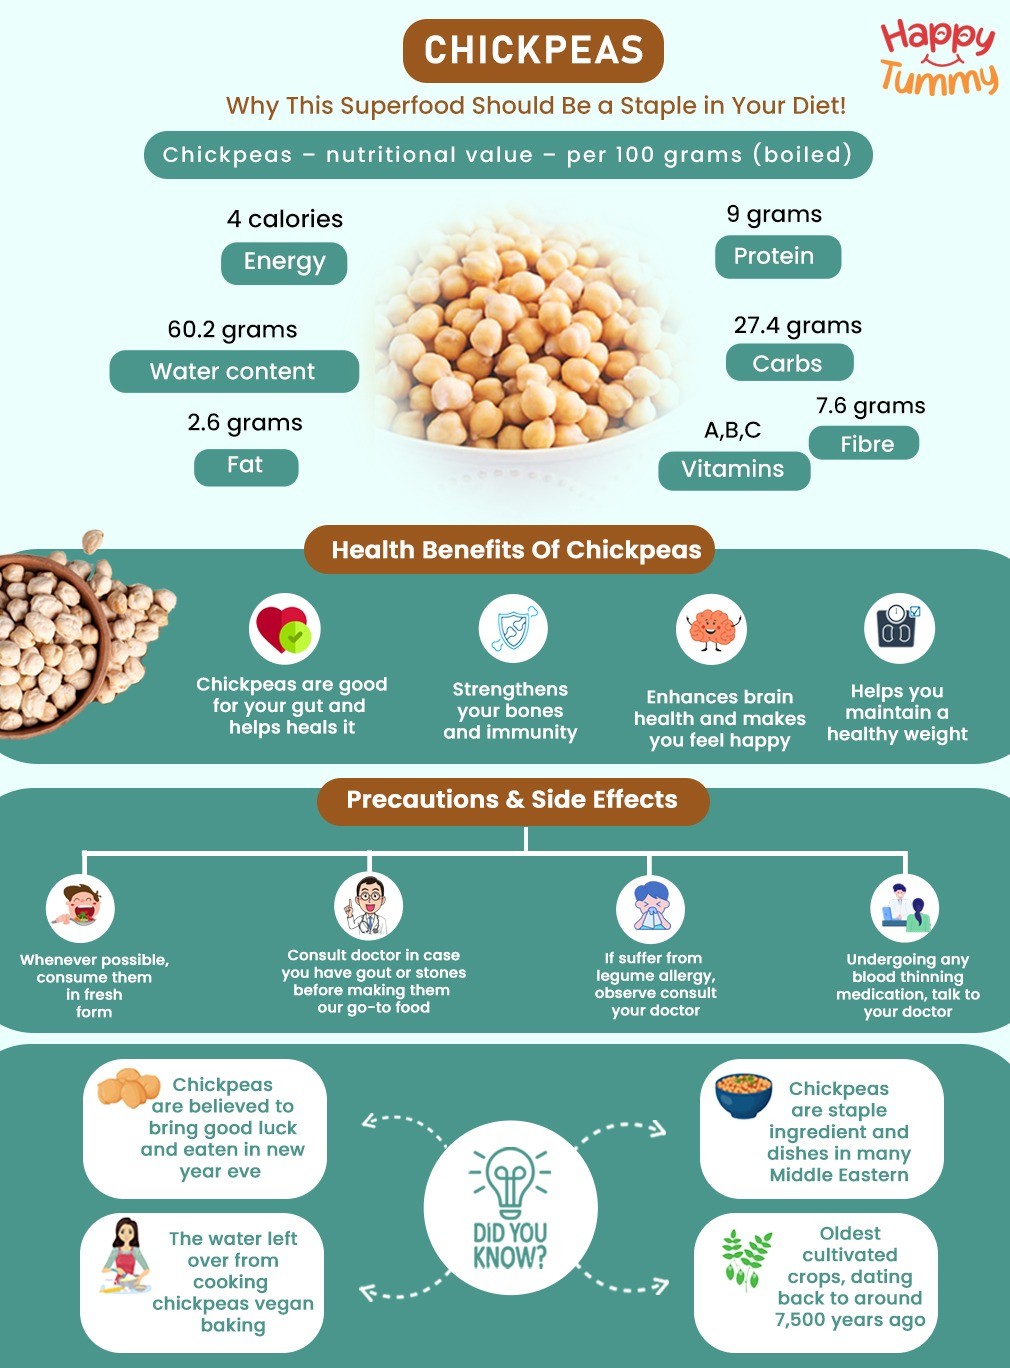 CHICKPEAS
Happy
Tummy
Why This Superfood Should Be a Staple in Your Diet!
Chickpeas – nutritional value – per 100 grams (boiled)
4 calories
Energy
9 grams
Protein
60.2 grams
Water content
27.4 grams
Carbs
2.6 grams
Fat
7.6 grams
Fibre
A,B,C
Vitamins
Health Benefits Of Chickpeas
Chickpeas are good
for your gut and
helps heals it
Strengthens
your bones
and immunity
Enhances brain
health and makes
you feel happy
Helps you
maintain a
healthy weight
Precautions & Side Effects
Whenever possible,
consume them
in fresh
form
Consult doctor in case
you have gout or stones
before making them
our go-to food
If suffer from
legume allergy,
observe consult
your doctor
Undergoing any
blood thinning
medication, talk to
your doctor
Chickpeas
are believed to
bring good luck
and eaten in new
year eve
Chickpeas
are staple
ingredient and
dishes in many
Middle Eastern
DID YOU
KNOW?
The water left
over from
cooking
chickpeas vegan
baking
Oldest
cultivated
crops, dating
back to around
7,500 years ago